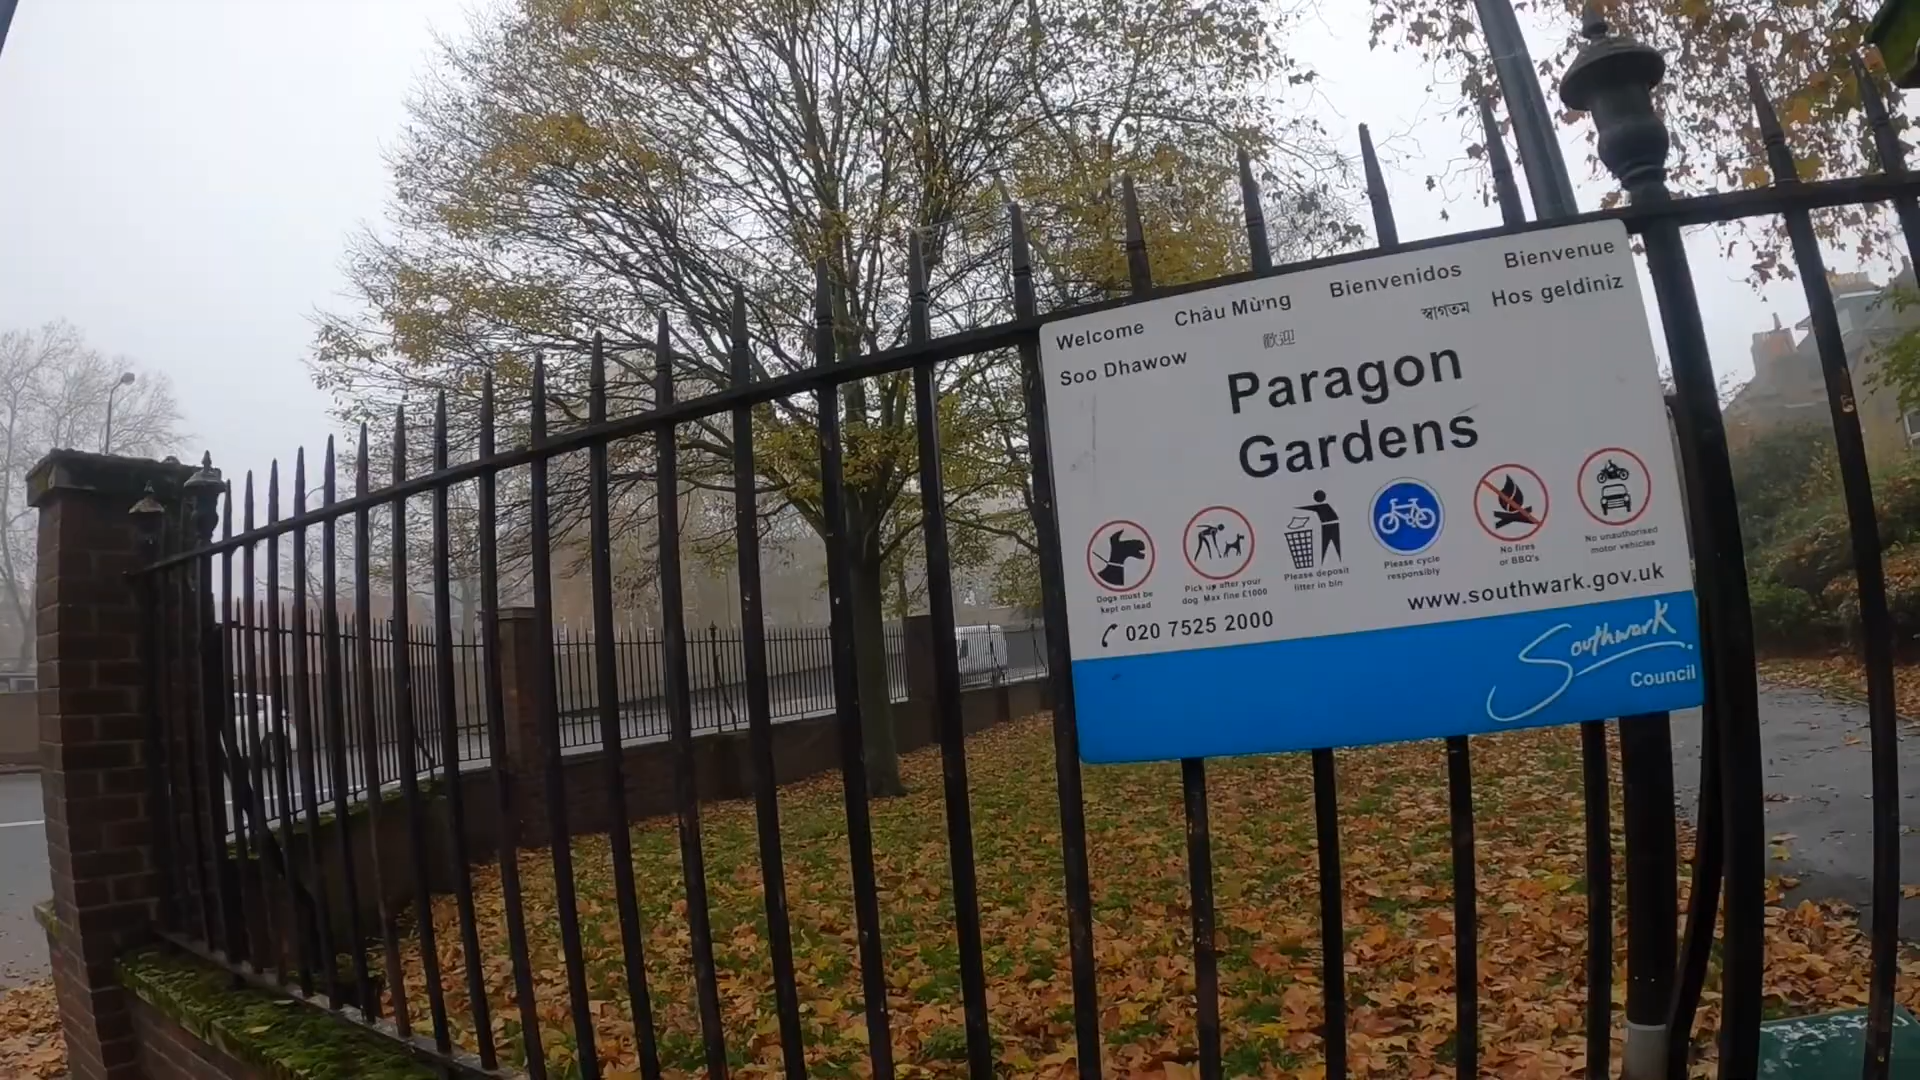 Welcome Chàu Mừng Bienvenidos Bienvenue
Soo Dhawow 歡迎 স্বাগতম Hos geldiniz
Paragon
Gardens
Dogs must be
kept on lead
Pick up after your
dog. Max fine £1000
Please deposit
litter in bin
Please cycle
responsibly
No fires
or BBQ's
No unauthorised
motor vehicles
020 7525 2000
www.southwark.gov.uk
Southwark
Council